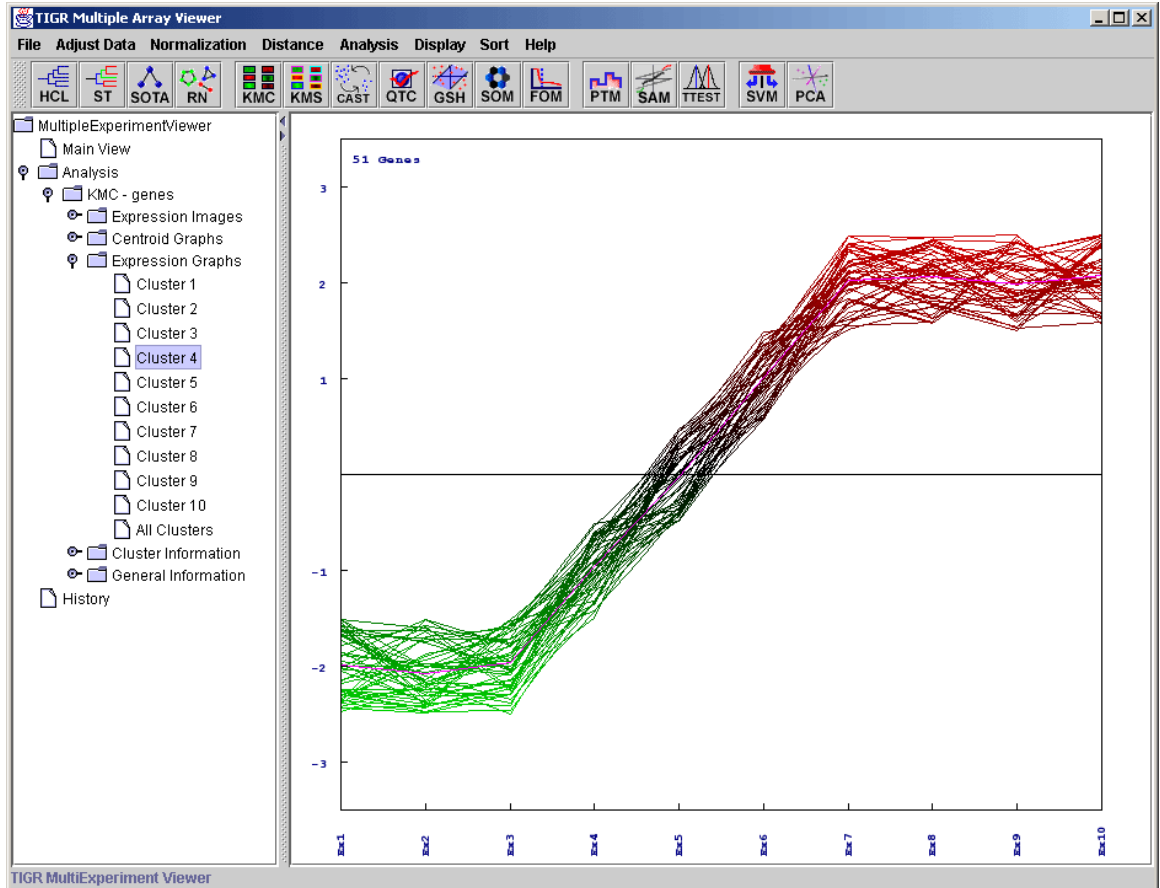 TIGR Multiple Array Viewer
File Adjust Data Normalization Distance Analysis Display Sort Help
HCL ST SOTA RN KMC KMS CAST QTC GSH SOM FOM PTM SAM TTEST SVM PCA
MultipleExperimentViewer
Main View
Analysis
KMC - genes
Expression Images
Centroid Graphs
Expression Graphs
Cluster 1
Cluster 2
Cluster 3
Cluster 4
Cluster 5
Cluster 6
Cluster 7
Cluster 8
Cluster 9
Cluster 10
All Clusters
Cluster Information
General Information
History
51 Genes
3
2
1
-1
-2
-3
Ex1 Ex2 Ex3 Ex4 Ex5 Ex6 Ex7 Ex8 Ex9 Ex10
TIGR MultiExperiment Viewer